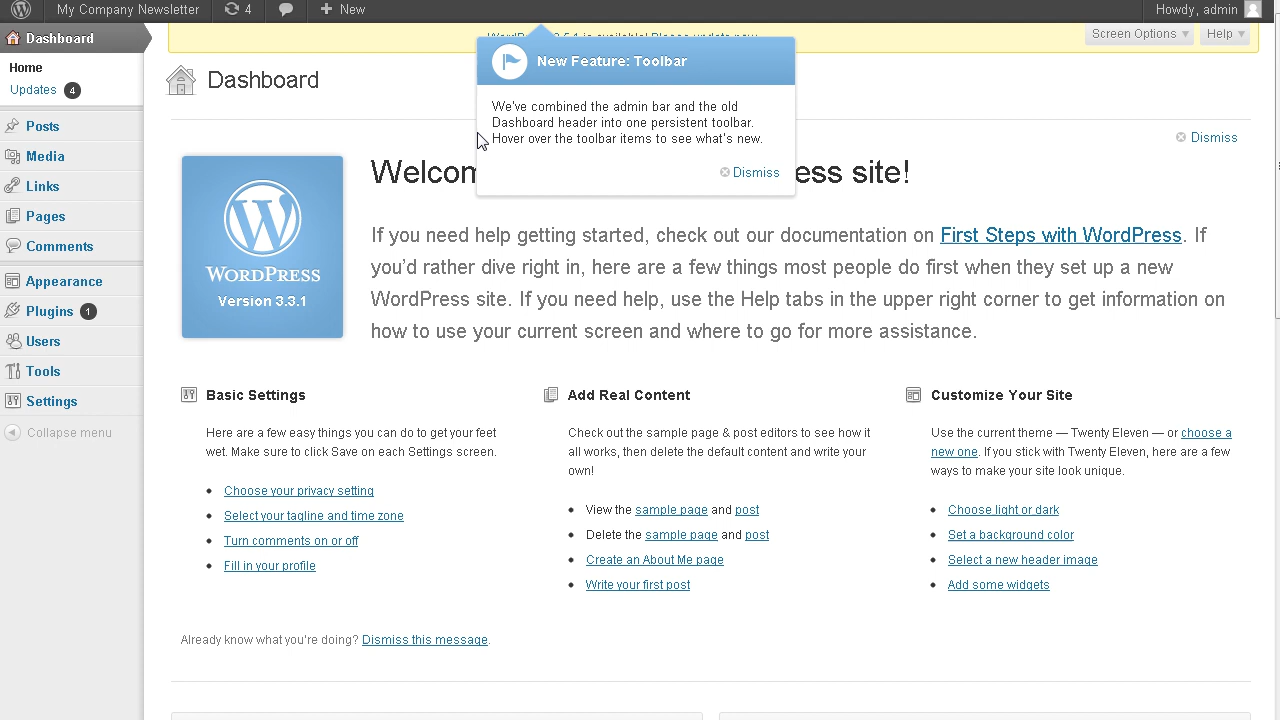 My Company Newsletter 4 New Howdy, admin
Dashboard
Home
Updates 4
Posts
Media
Links
Pages
Comments
Appearance
Plugins 1
Users
Tools
Settings
Collapse menu
Screen Options Help
Dashboard
New Feature: Toolbar
We've combined the admin bar and the old
Dashboard header into one persistent toolbar.
Hover over the toolbar items to see what's new.
Dismiss
Dismiss
site!
WORDPRESS
Version 3.3.1
If you need help getting started, check out our documentation on First Steps with WordPress. If
you'd rather dive right in, here are a few things most people do first when they set up a new
WordPress site. If you need help, use the Help tabs in the upper right corner to get information on
how to use your current screen and where to go for more assistance.
Basic Settings
Here are a few easy things you can do to get your feet
wet. Make sure to click Save on each Settings screen.
• Choose your privacy setting
• Select your tagline and time zone
• Turn comments on or off
• Fill in your profile
Add Real Content
Check out the sample page & post editors to see how it
all works, then delete the default content and write your
own!
• View the sample page and post
• Delete the sample page and post
• Create an About Me page
• Write your first post
Customize Your Site
Use the current theme — Twenty Eleven — or choose a
new one. If you stick with Twenty Eleven, here are a few
ways to make your site look unique.
• Choose light or dark
• Set a background color
• Select a new header image
• Add some widgets
Already know what you're doing? Dismiss this message.